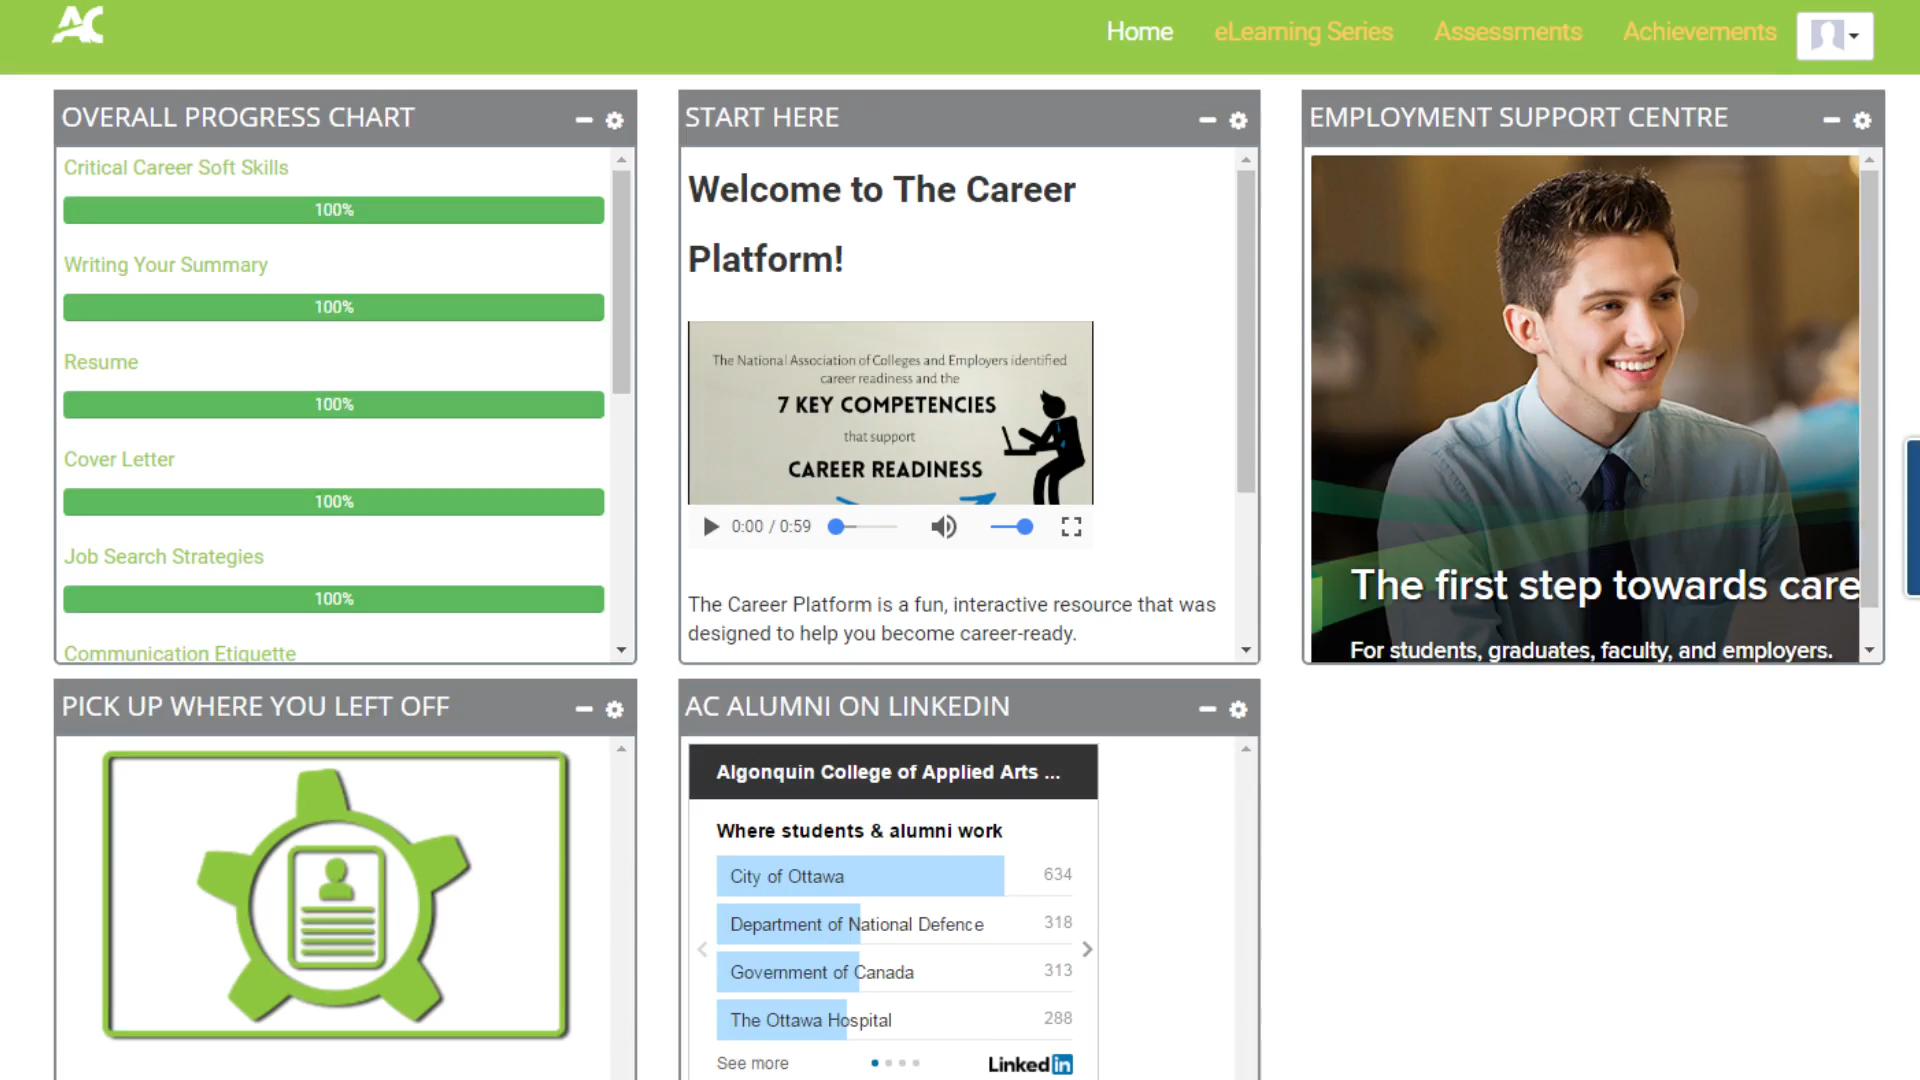 AC
Home
eLearning Series
Assessments
Achievements
OVERALL PROGRESS CHART
Critical Career Soft Skills
100%
Writing Your Summary
100%
Resume
100%
Cover Letter
100%
Job Search Strategies
100%
Communication Etiquette
START HERE
Welcome to The Career
Platform!
The National Association of Colleges and Employers identified
career readiness and the
7 KEY COMPETENCIES
that support
CAREER READINESS
0:00 / 0:59
The Career Platform is a fun, interactive resource that was
designed to help you become career-ready.
EMPLOYMENT SUPPORT CENTRE
The first step towards care
For students, graduates, faculty, and employers.
PICK UP WHERE YOU LEFT OFF
AC ALUMNI ON LINKEDIN
Algonquin College of Applied Arts ...
Where students & alumni work
City of Ottawa 634
Department of National Defence 318
Government of Canada 313
The Ottawa Hospital 288
See more
LinkedIn